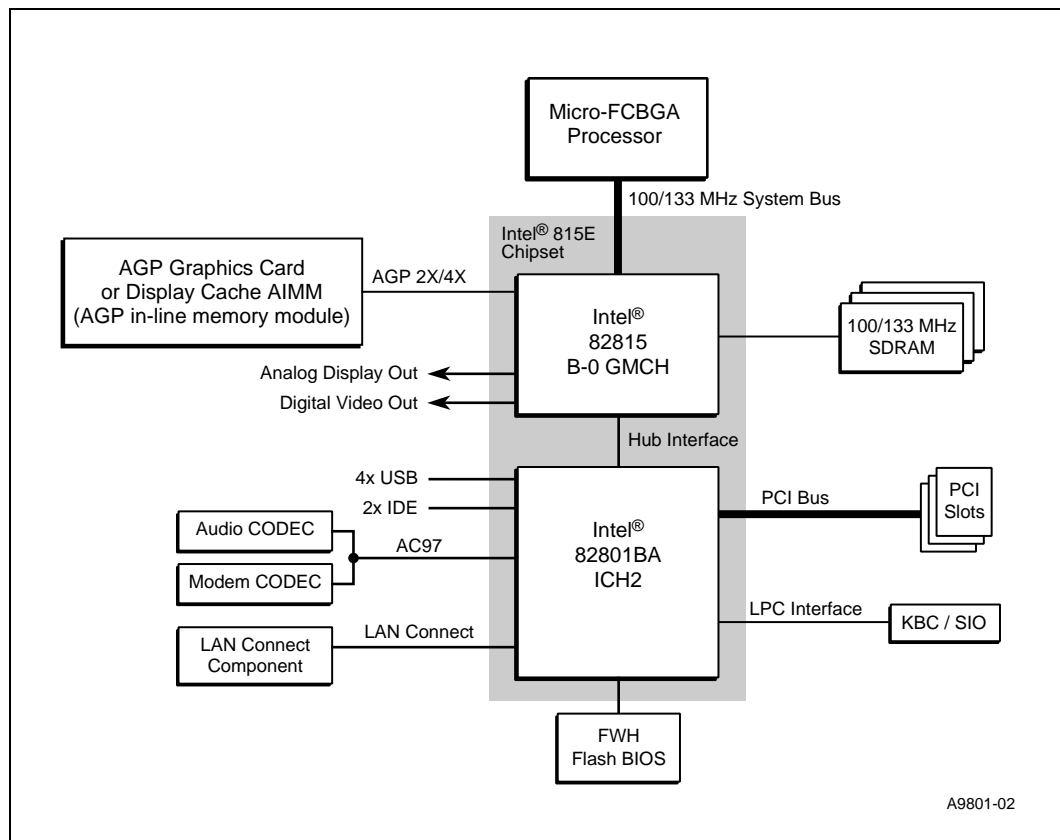 Micro-FCBGA
Processor
100/133 MHz System Bus
Intel® 815E
Chipset
AGP Graphics Card
or Display Cache AIMM
(AGP in-line memory module)
AGP 2X/4X
Intel®
82815
B-0 GMCH
100/133 MHz
SDRAM
Analog Display Out
Digital Video Out
Hub Interface
4x USB
2x IDE
PCI Bus
PCI
Slots
Audio CODEC
Modem CODEC
AC97
Intel®
82801BA
ICH2
LPC Interface
KBC / SIO
LAN Connect
LAN Connect
Component
FWH
Flash BIOS
A9801-02